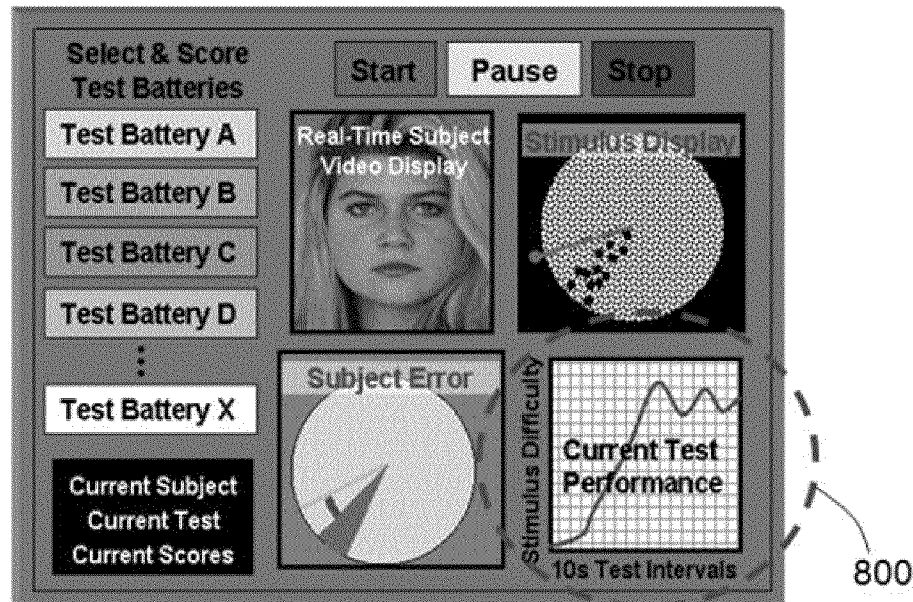 Select & Score
Test Batteries
Start
Pause
Stop
Test Battery A
Test Battery B
Test Battery C
Test Battery D
Test Battery X
Current Subject
Current Test
Current Scores
Real-Time Subject
Video Display
Stimulus Display
Subject Error
Stimulus Difficulty
Current Test
Performance
10s Test Intervals
800